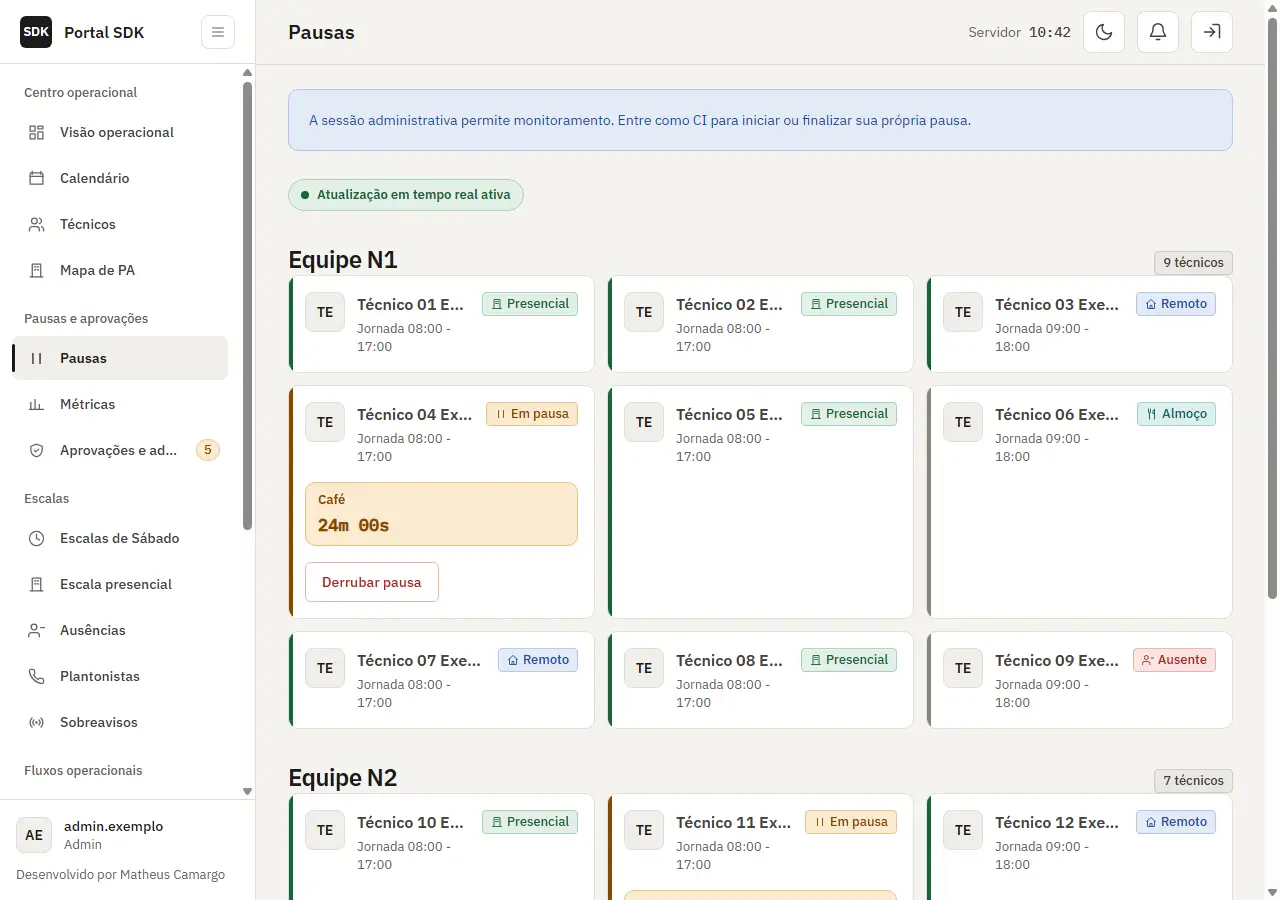 SDK Portal SDK
Centro operacional
Visão operacional
Calendário
Técnicos
Mapa de PA
Pausas e aprovações
Pausas
Métricas
Aprovações e ad... 5
Escalas
Escalas de Sábado
Escala presencial
Ausências
Plantonistas
Sobreavisos
Fluxos operacionais
AE admin.exemplo
Admin
Desenvolvido por Matheus Camargo
Pausas
Servidor 10:42
A sessão administrativa permite monitoramento. Entre como CI para iniciar ou finalizar sua própria pausa.
Atualização em tempo real ativa
Equipe N1
9 técnicos
TE Técnico 01 E... Presencial
Jornada 08:00 -
17:00
TE Técnico 02 E... Presencial
Jornada 08:00 -
17:00
TE Técnico 03 Exe... Remoto
Jornada 09:00 -
18:00
TE Técnico 04 Ex... Em pausa
Jornada 08:00 -
17:00
Café
24m 00s
Derrubar pausa
TE Técnico 05 E... Presencial
Jornada 08:00 -
17:00
TE Técnico 06 Exe... Almoço
Jornada 09:00 -
18:00
TE Técnico 07 Exe... Remoto
Jornada 08:00 -
17:00
TE Técnico 08 E... Presencial
Jornada 08:00 -
17:00
TE Técnico 09 Exe... Ausente
Jornada 09:00 -
18:00
Equipe N2
7 técnicos
TE Técnico 10 E... Presencial
Jornada 08:00 -
17:00
TE Técnico 11 Ex... Em pausa
Jornada 08:00 -
17:00
TE Técnico 12 Exe... Remoto
Jornada 09:00 -
18:00